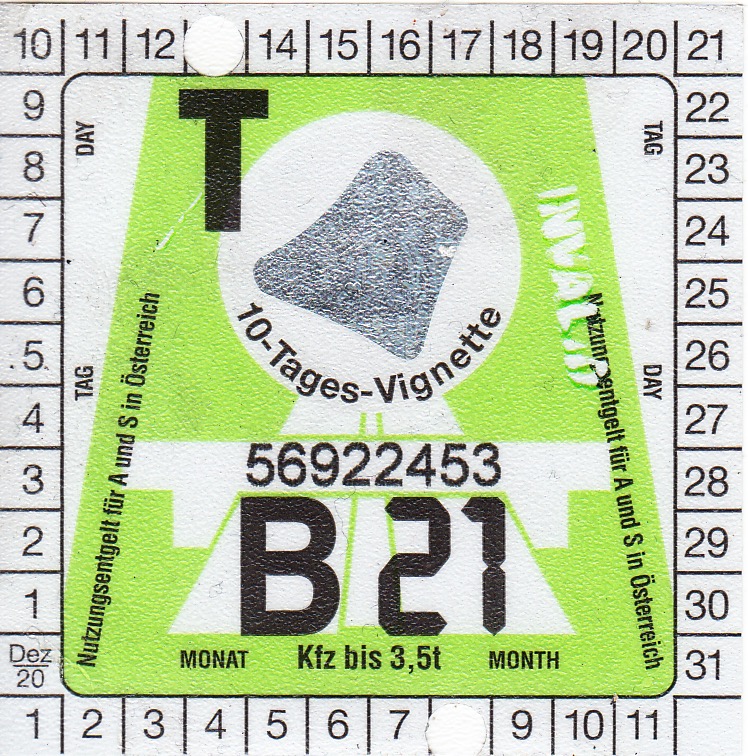 10 11 12 14 15 16 17 18 19 20 21
9 22
8 23
7 24
6 25
5 26
4 27
3 28
2 29
1 30
Dez
20
31
1 2 3 4 5 6 7 9 10 11
DAY
TAG
T
INVALID
10-Tages-Vignette
TAG
DAY
Nutzungsentgelt für A und S in Österreich
Nutzungsentgelt für A und S in Österreich
56922453
B 21
MONAT Kfz bis 3,5t MONTH